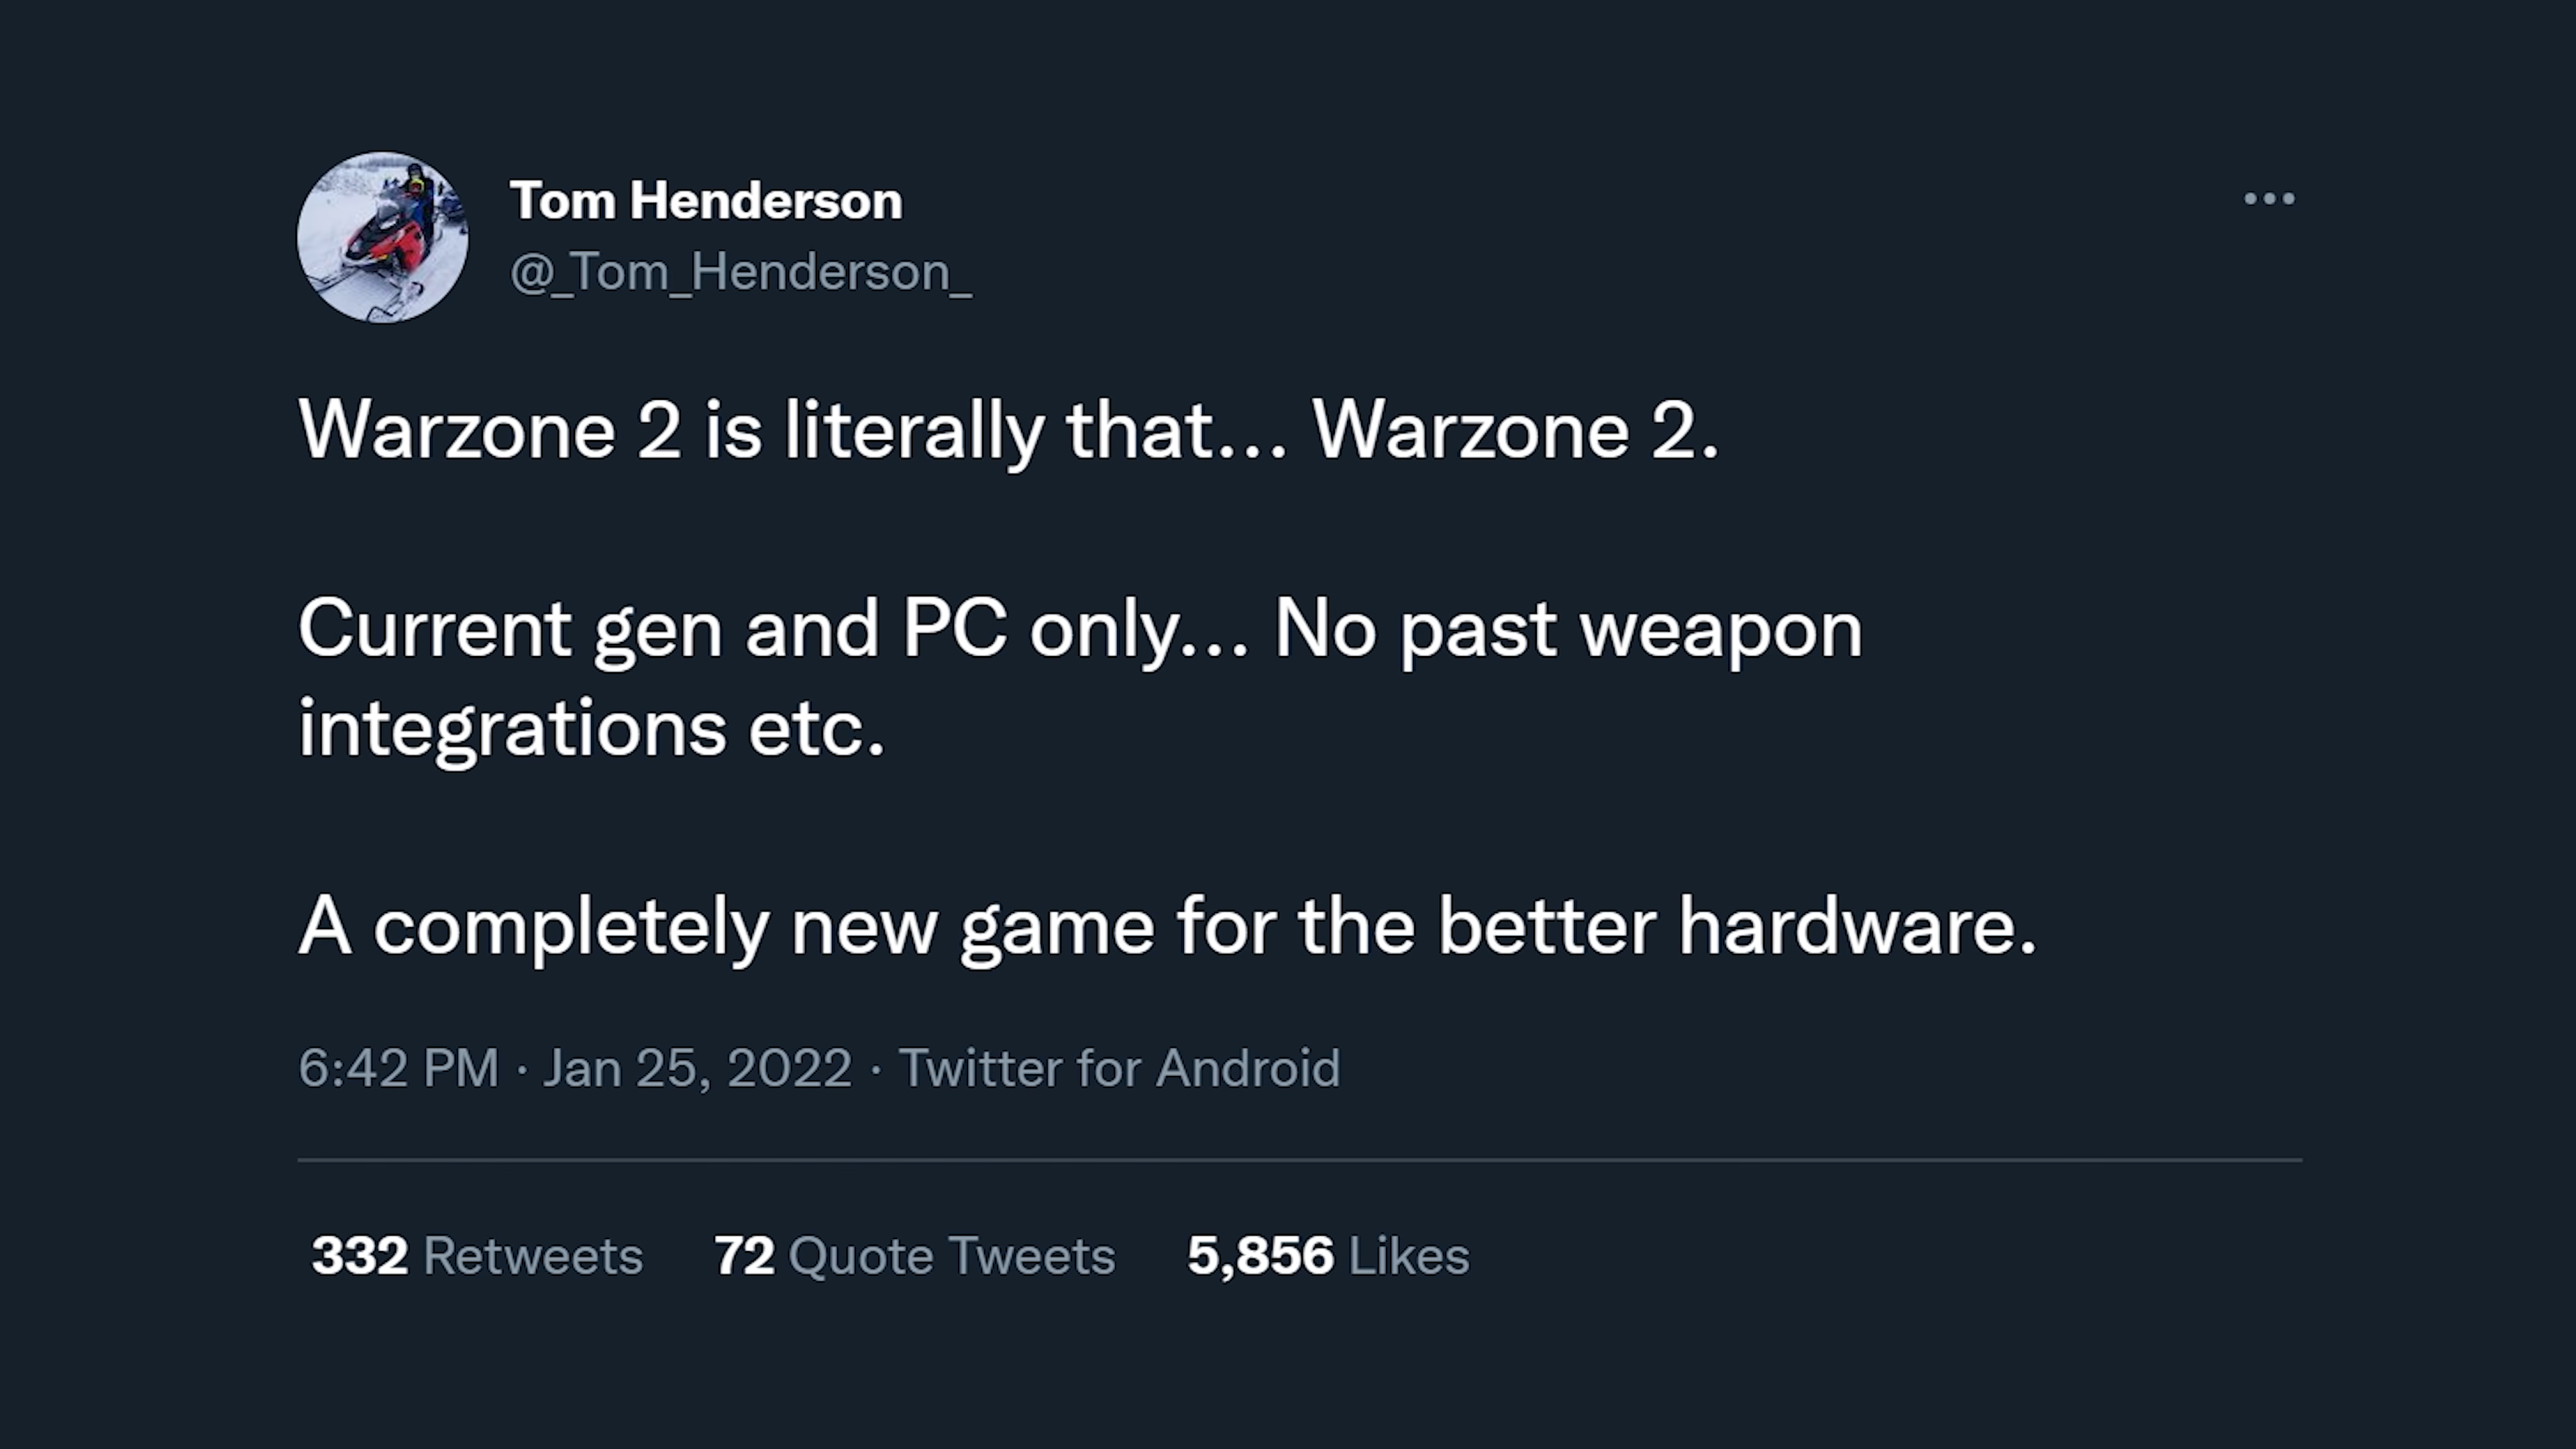 Tom Henderson
@_Tom_Henderson_
Warzone 2 is literally that... Warzone 2.
Current gen and PC only... No past weapon
integrations etc.
A completely new game for the better hardware.
6:42 PM · Jan 25, 2022 · Twitter for Android
332 Retweets 72 Quote Tweets 5,856 Likes